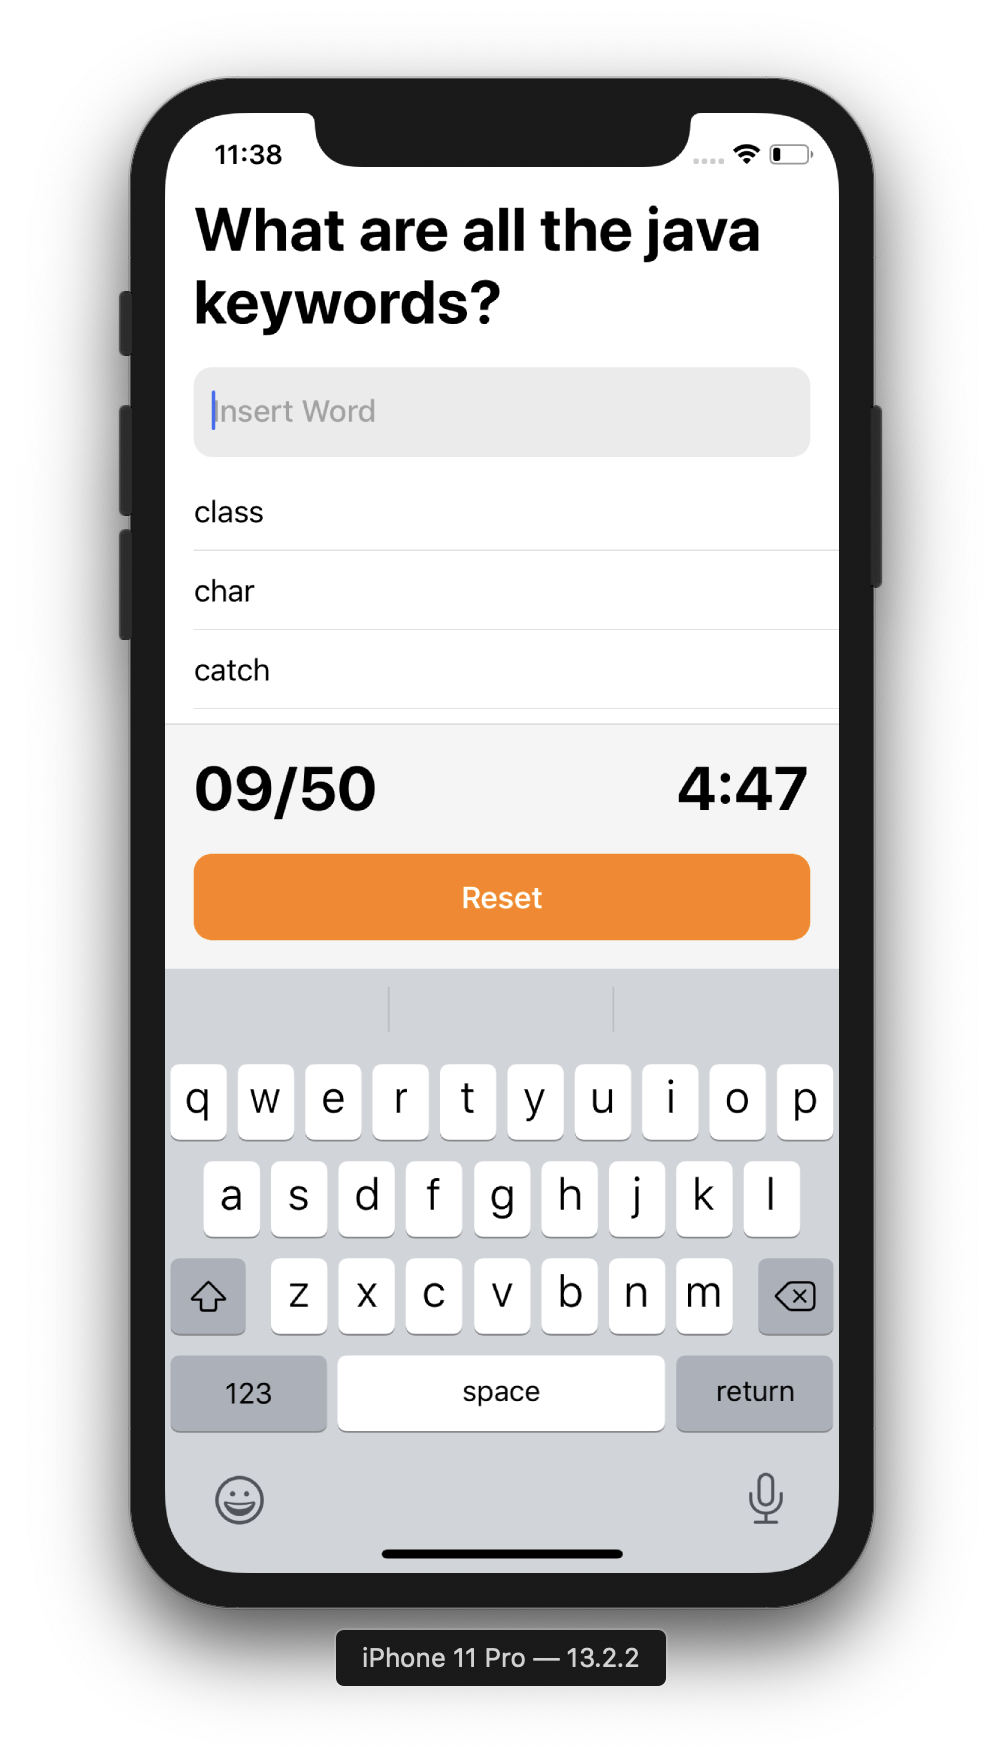 11:38
What are all the java
keywords?
Insert Word
class
char
catch
09/50 4:47
Reset
q w e r t y u i o p
a s d f g h j k l
z x c v b n m
123 space return
iPhone 11 Pro — 13.2.2